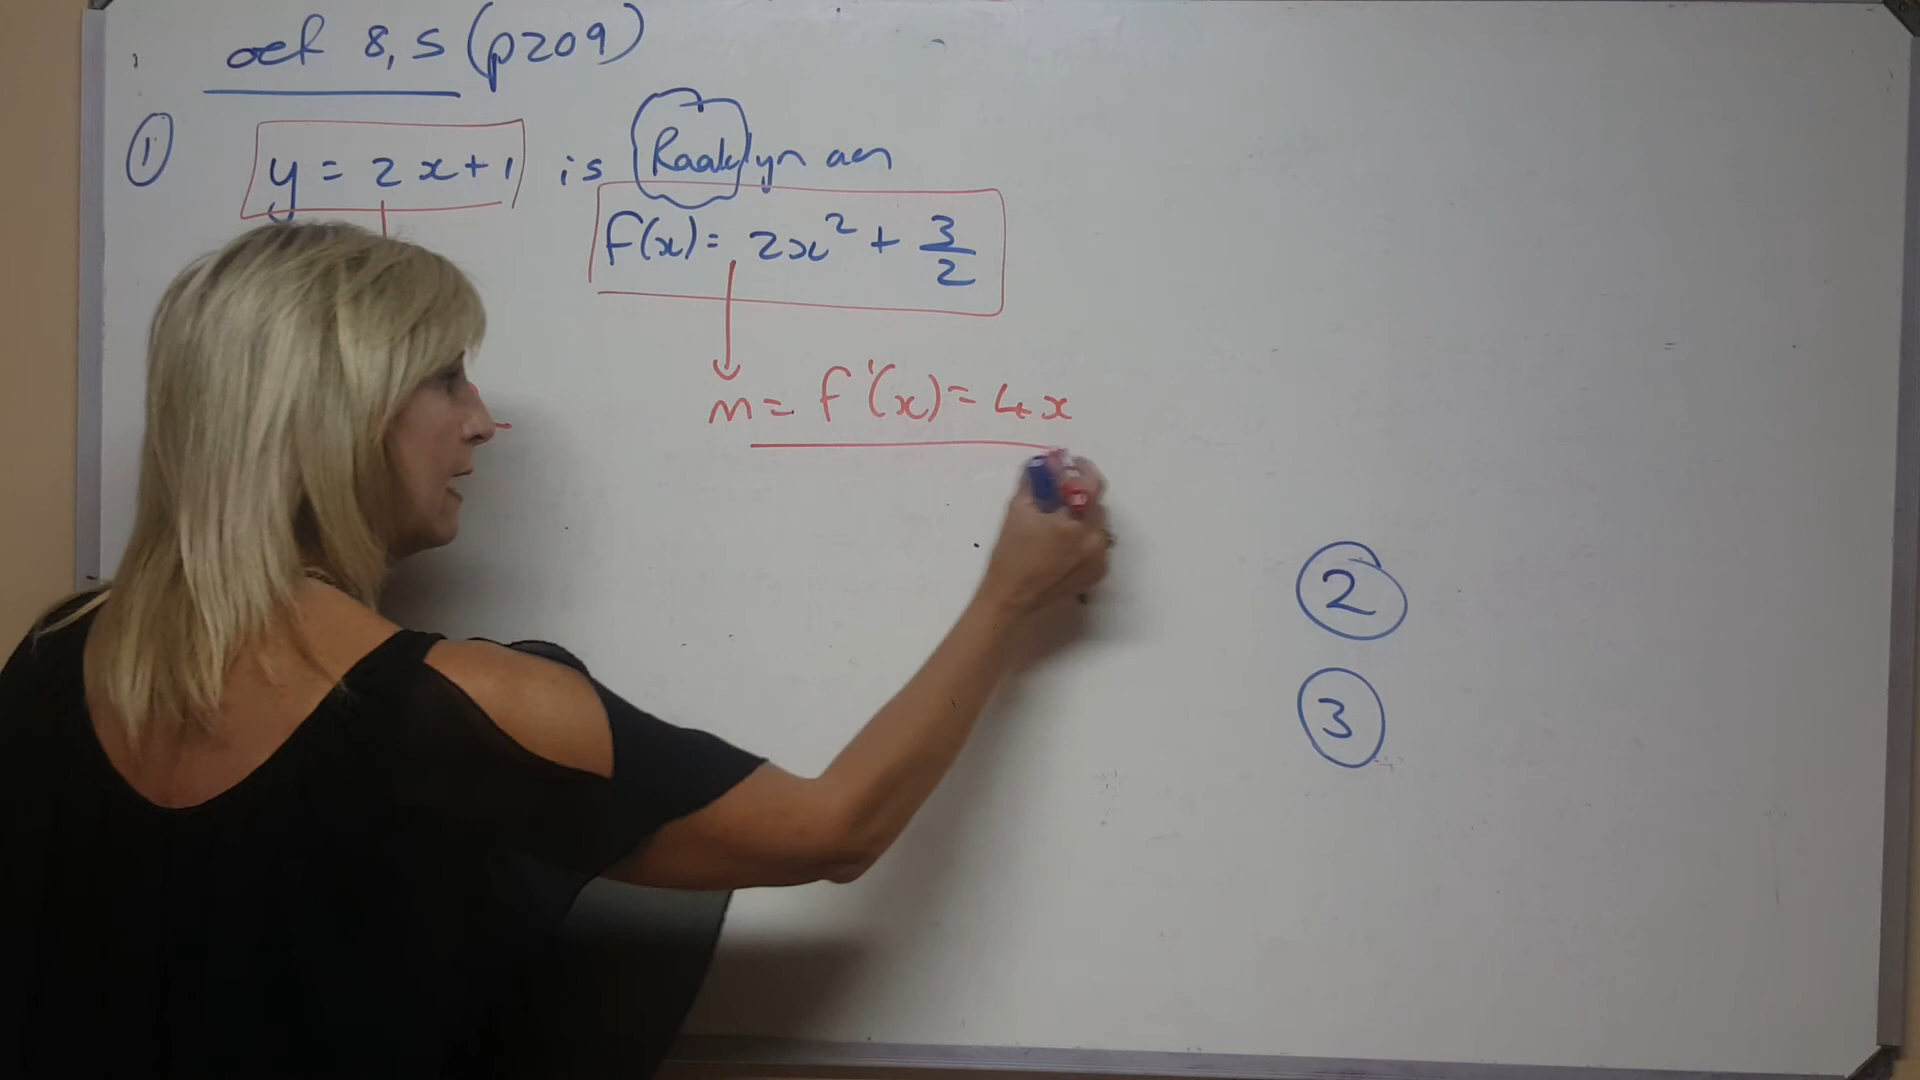 oef 8,5 (p209)
① y = 2x+1 is Raaklyn aan
f(x) = 2x² + 3/2
m = f'(x) = 4x
②
③